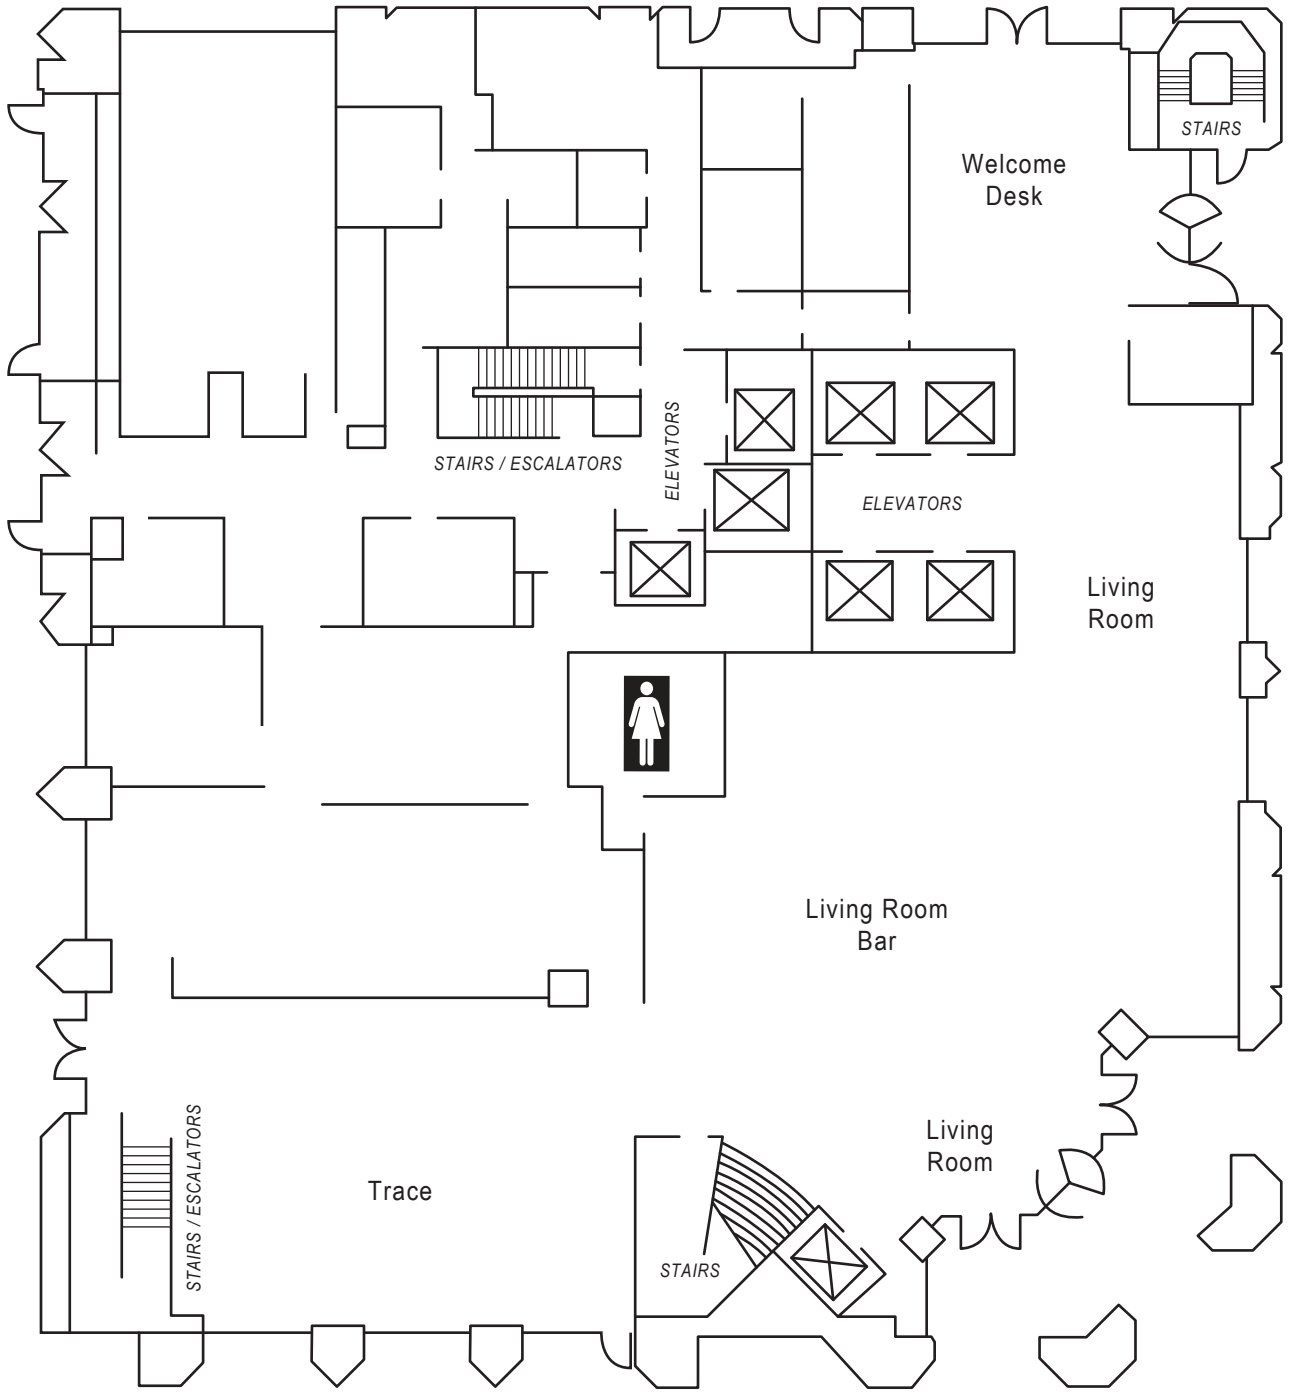 STAIRS
Welcome
Desk
STAIRS / ESCALATORS
ELEVATORS
ELEVATORS
Living
Room
Living Room
Bar
Living
Room
Trace
STAIRS / ESCALATORS
STAIRS